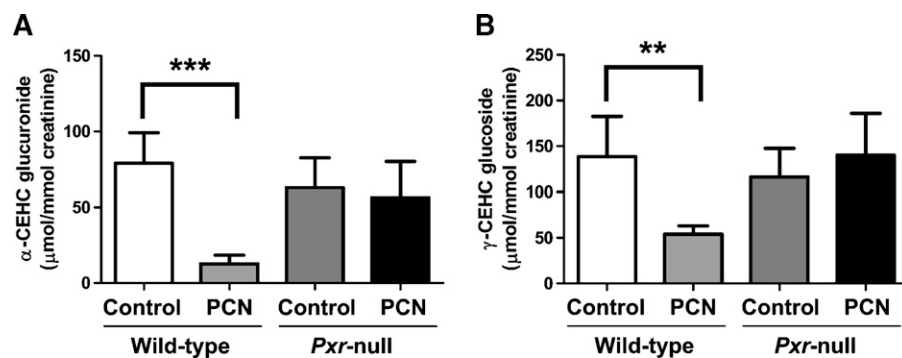 A
α-CEHC glucuronide
(μmol/mmol creatinine)
150
100
50
0
***
Control PCN Control PCN
Wild-type Pxr-null
B
γ-CEHC glucoside
(μmol/mmol creatinine)
250
200
150
100
50
0
**
Control PCN Control PCN
Wild-type Pxr-null